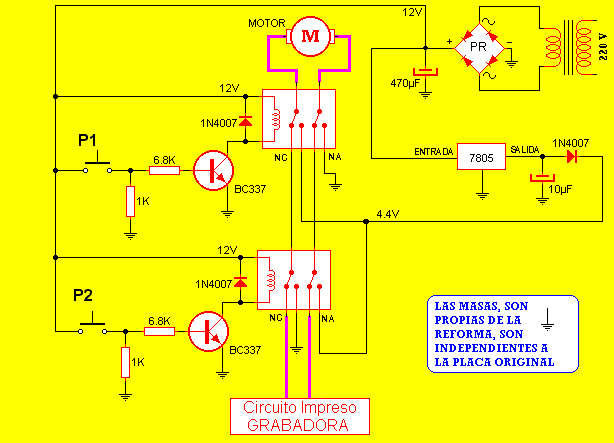 12V
MOTOR
M
PR
+
-
220 V
470µF
12V
1N4007
P1
6.8K
BC337
1K
NC
NA
ENTRADA
7805
SALIDA
1N4007
10µF
4.4V
12V
1N4007
P2
6.8K
BC337
1K
NC
NA
LAS MASAS, SON
PROPIAS DE LA
REFORMA, SON
INDEPENDIENTES A
LA PLACA ORIGINAL
Circuito Impreso
GRABADORA